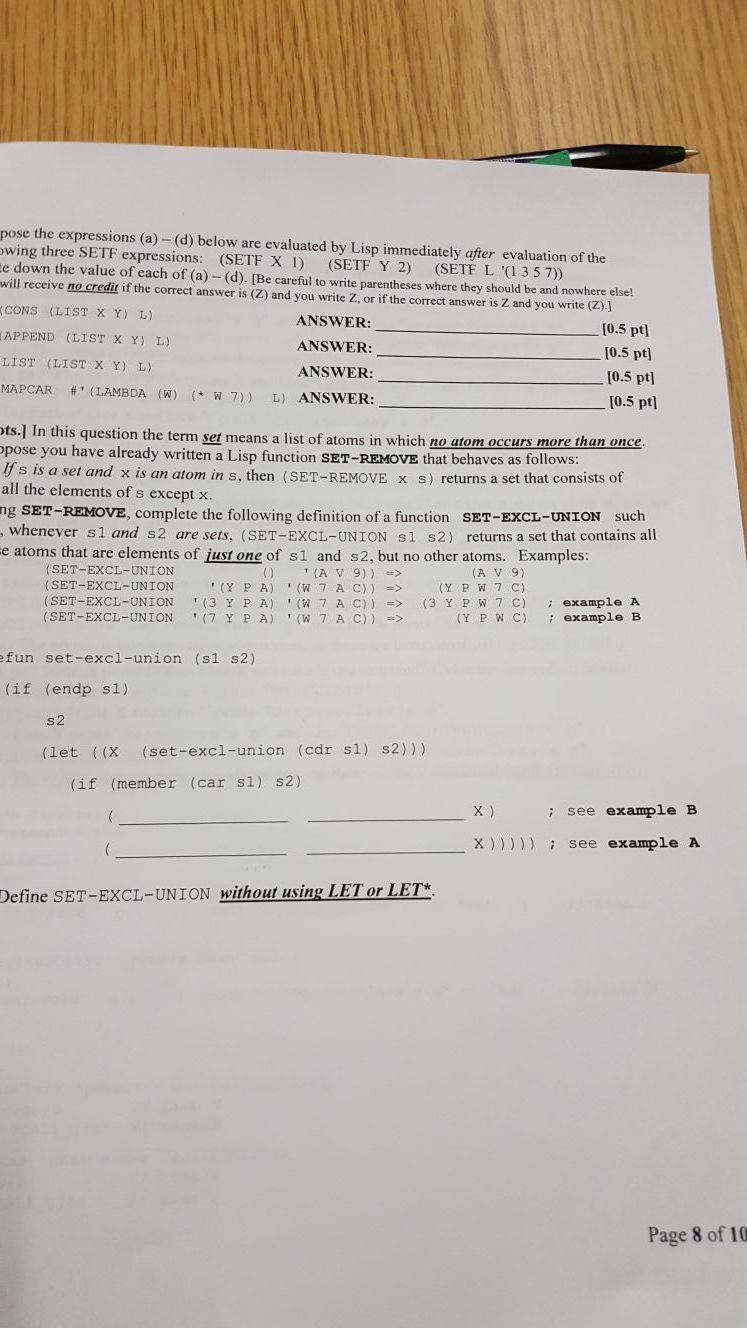 pose the expressions (a) – (d) below are evaluated by Lisp immediately after evaluation of the
owing three SETF expressions: (SETF X 1) (SETF Y 2) (SETF L '(1 3 5 7))
te down the value of each of (a) – (d). [Be careful to write parentheses where they should be and nowhere else!
will receive no credit if the correct answer is (Z) and you write Z, or if the correct answer is Z and you write (Z).]
(CONS (LIST X Y) L) ANSWER: [0.5 pt]
(APPEND (LIST X Y) L) ANSWER: [0.5 pt]
LIST (LIST X Y) L) ANSWER: [0.5 pt]
MAPCAR #'(LAMBDA (W) (* W 7)) L) ANSWER: [0.5 pt]
pts.] In this question the term set means a list of atoms in which no atom occurs more than once.
ppose you have already written a Lisp function SET-REMOVE that behaves as follows:
If s is a set and x is an atom in s, then (SET-REMOVE x s) returns a set that consists of
all the elements of s except x.
ng SET-REMOVE, complete the following definition of a function SET-EXCL-UNION such
, whenever s1 and s2 are sets, (SET-EXCL-UNION s1 s2) returns a set that contains all
se atoms that are elements of just one of s1 and s2, but no other atoms. Examples:
(SET-EXCL-UNION () '(A V 9)) => (A V 9)
(SET-EXCL-UNION '(Y P A) '(W 7 A C)) => (Y P W 7 C)
(SET-EXCL-UNION '(3 Y P A) '(W 7 A C)) => (3 Y P W 7 C) ; example A
(SET-EXCL-UNION '(7 Y P A) '(W 7 A C)) => (Y P W C) ; example B
efun set-excl-union (s1 s2)
(if (endp s1)
s2
(let ((X (set-excl-union (cdr s1) s2)))
(if (member (car s1) s2)
( X ) ; see example B
( X ))))) ; see example A
Define SET-EXCL-UNION without using LET or LET*.
Page 8 of 10